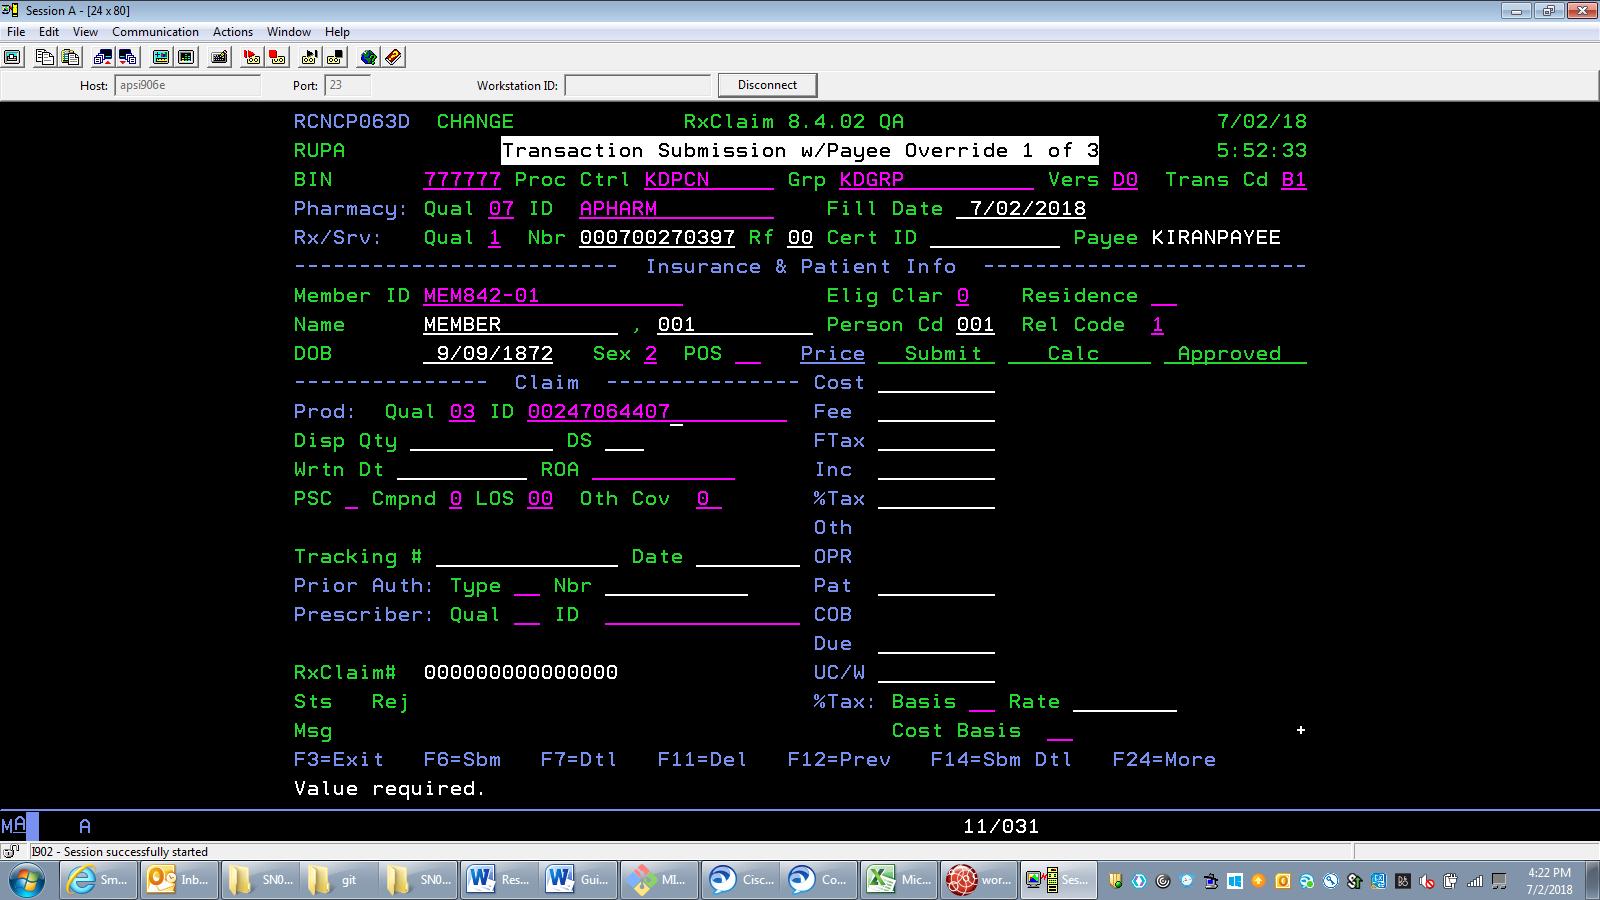 Session A - [24 x 80]
File Edit View Communication Actions Window Help
Host: apsi906e Port: 23 Workstation ID: Disconnect
RCNCP063D CHANGE RxClaim 8.4.02 QA 7/02/18
RUPA Transaction Submission w/Payee Override 1 of 3 5:52:33
BIN 777777 Proc Ctrl KDPCN Grp KDGRP Vers D0 Trans Cd B1
Pharmacy: Qual 07 ID APHARM Fill Date 7/02/2018
Rx/Srv: Qual 1 Nbr 000700270397 Rf 00 Cert ID Payee KIRANPAYEE
------------------------- Insurance & Patient Info -------------------------
Member ID MEM842-01 Elig Clar 0 Residence
Name MEMBER , 001 Person Cd 001 Rel Code 1
DOB 9/09/1872 Sex 2 POS Price Submit Calc Approved
--------------- Claim --------------- Cost
Prod: Qual 03 ID 00247064407 Fee
Disp Qty DS FTax
Wrtn Dt ROA Inc
PSC Cmpnd 0 LOS 00 Oth Cov 0 %Tax
Oth
Tracking # Date OPR
Prior Auth: Type Nbr Pat
Prescriber: Qual ID COB
Due
RxClaim# 000000000000000 UC/W
Sts Rej %Tax: Basis Rate
Msg Cost Basis +
F3=Exit F6=Sbm F7=Dtl F11=Del F12=Prev F14=Sbm Dtl F24=More
Value required.
MA A 11/031
I902 - Session successfully started
Sm... Inb... SN0... git SN0... Res... Gui... MI... Cisc... Co... Mic... wor... Ses... 4:22 PM
7/2/2018